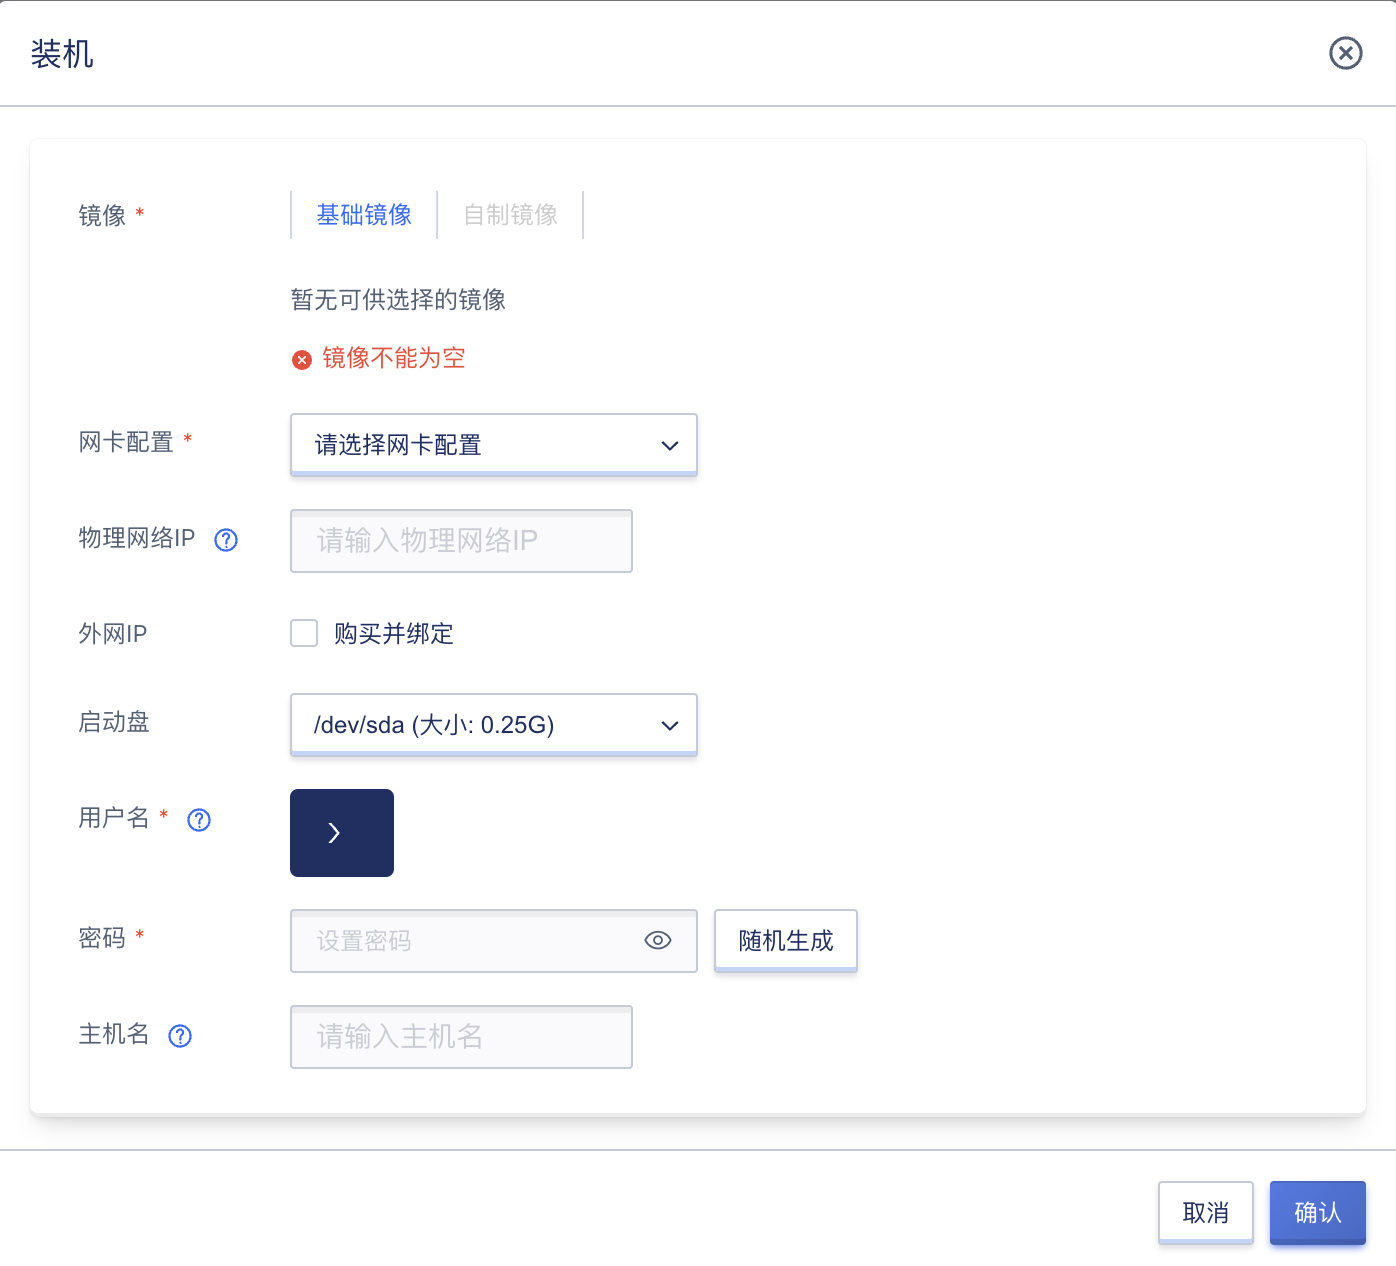 装机
镜像 *
基础镜像
自制镜像
暂无可供选择的镜像
镜像不能为空
网卡配置 *
请选择网卡配置
物理网络IP
请输入物理网络IP
外网IP
购买并绑定
启动盘
/dev/sda (大小: 0.25G)
用户名 *
密码 *
设置密码
随机生成
主机名
请输入主机名
取消
确认